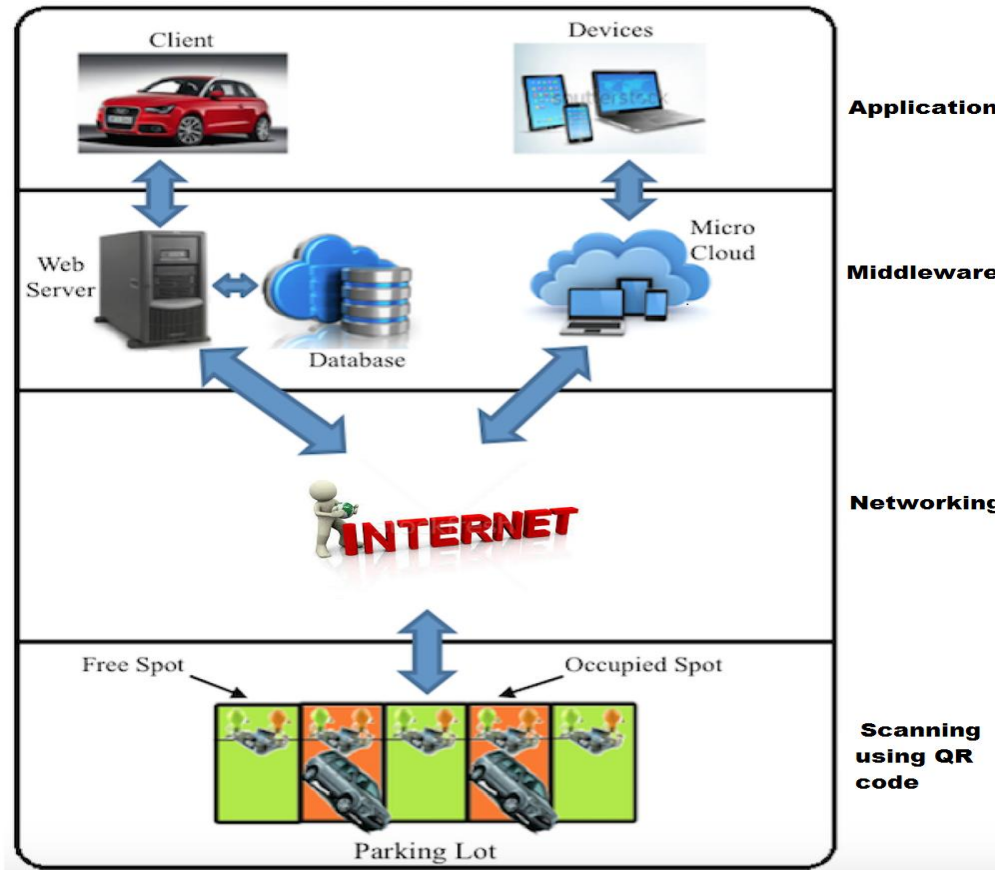 Client
Devices
shutterstock
Application
Web
Server
Database
Micro
Cloud
Middleware
INTERNET
Networking
Free Spot
Occupied Spot
Parking Lot
Scanning
using QR
code